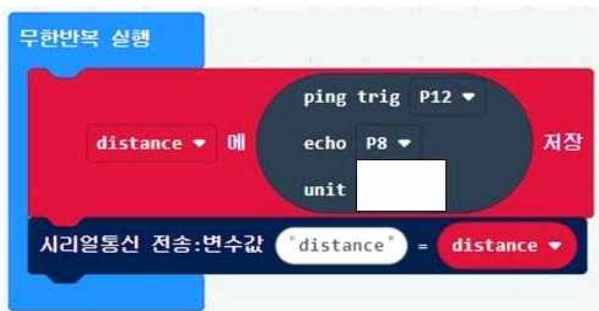 무한반복 실행
ping trig P12
distance 에 echo P8 저장
unit
시리얼통신 전송:변수값 "distance" = distance